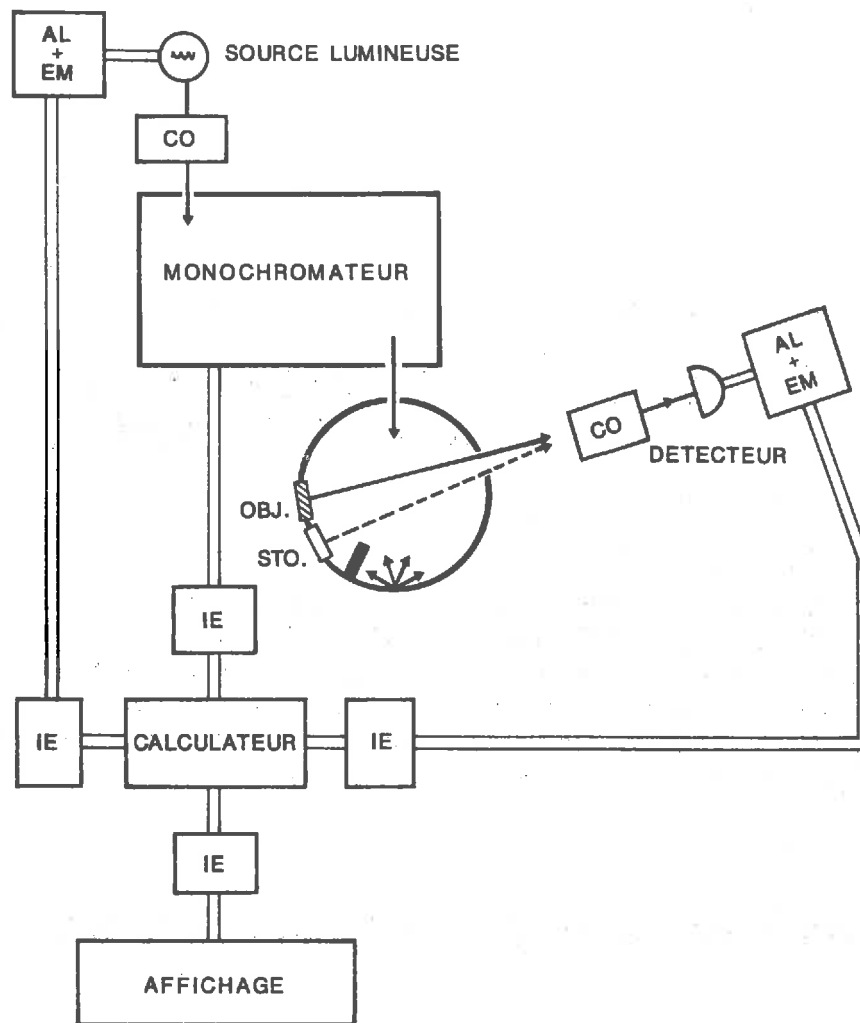 AL
+
EM
SOURCE LUMINEUSE
CO
MONOCHROMATEUR
AL
+
EM
CO
DETECTEUR
OBJ.
STO.
IE
IE
CALCULATEUR
IE
IE
AFFICHAGE